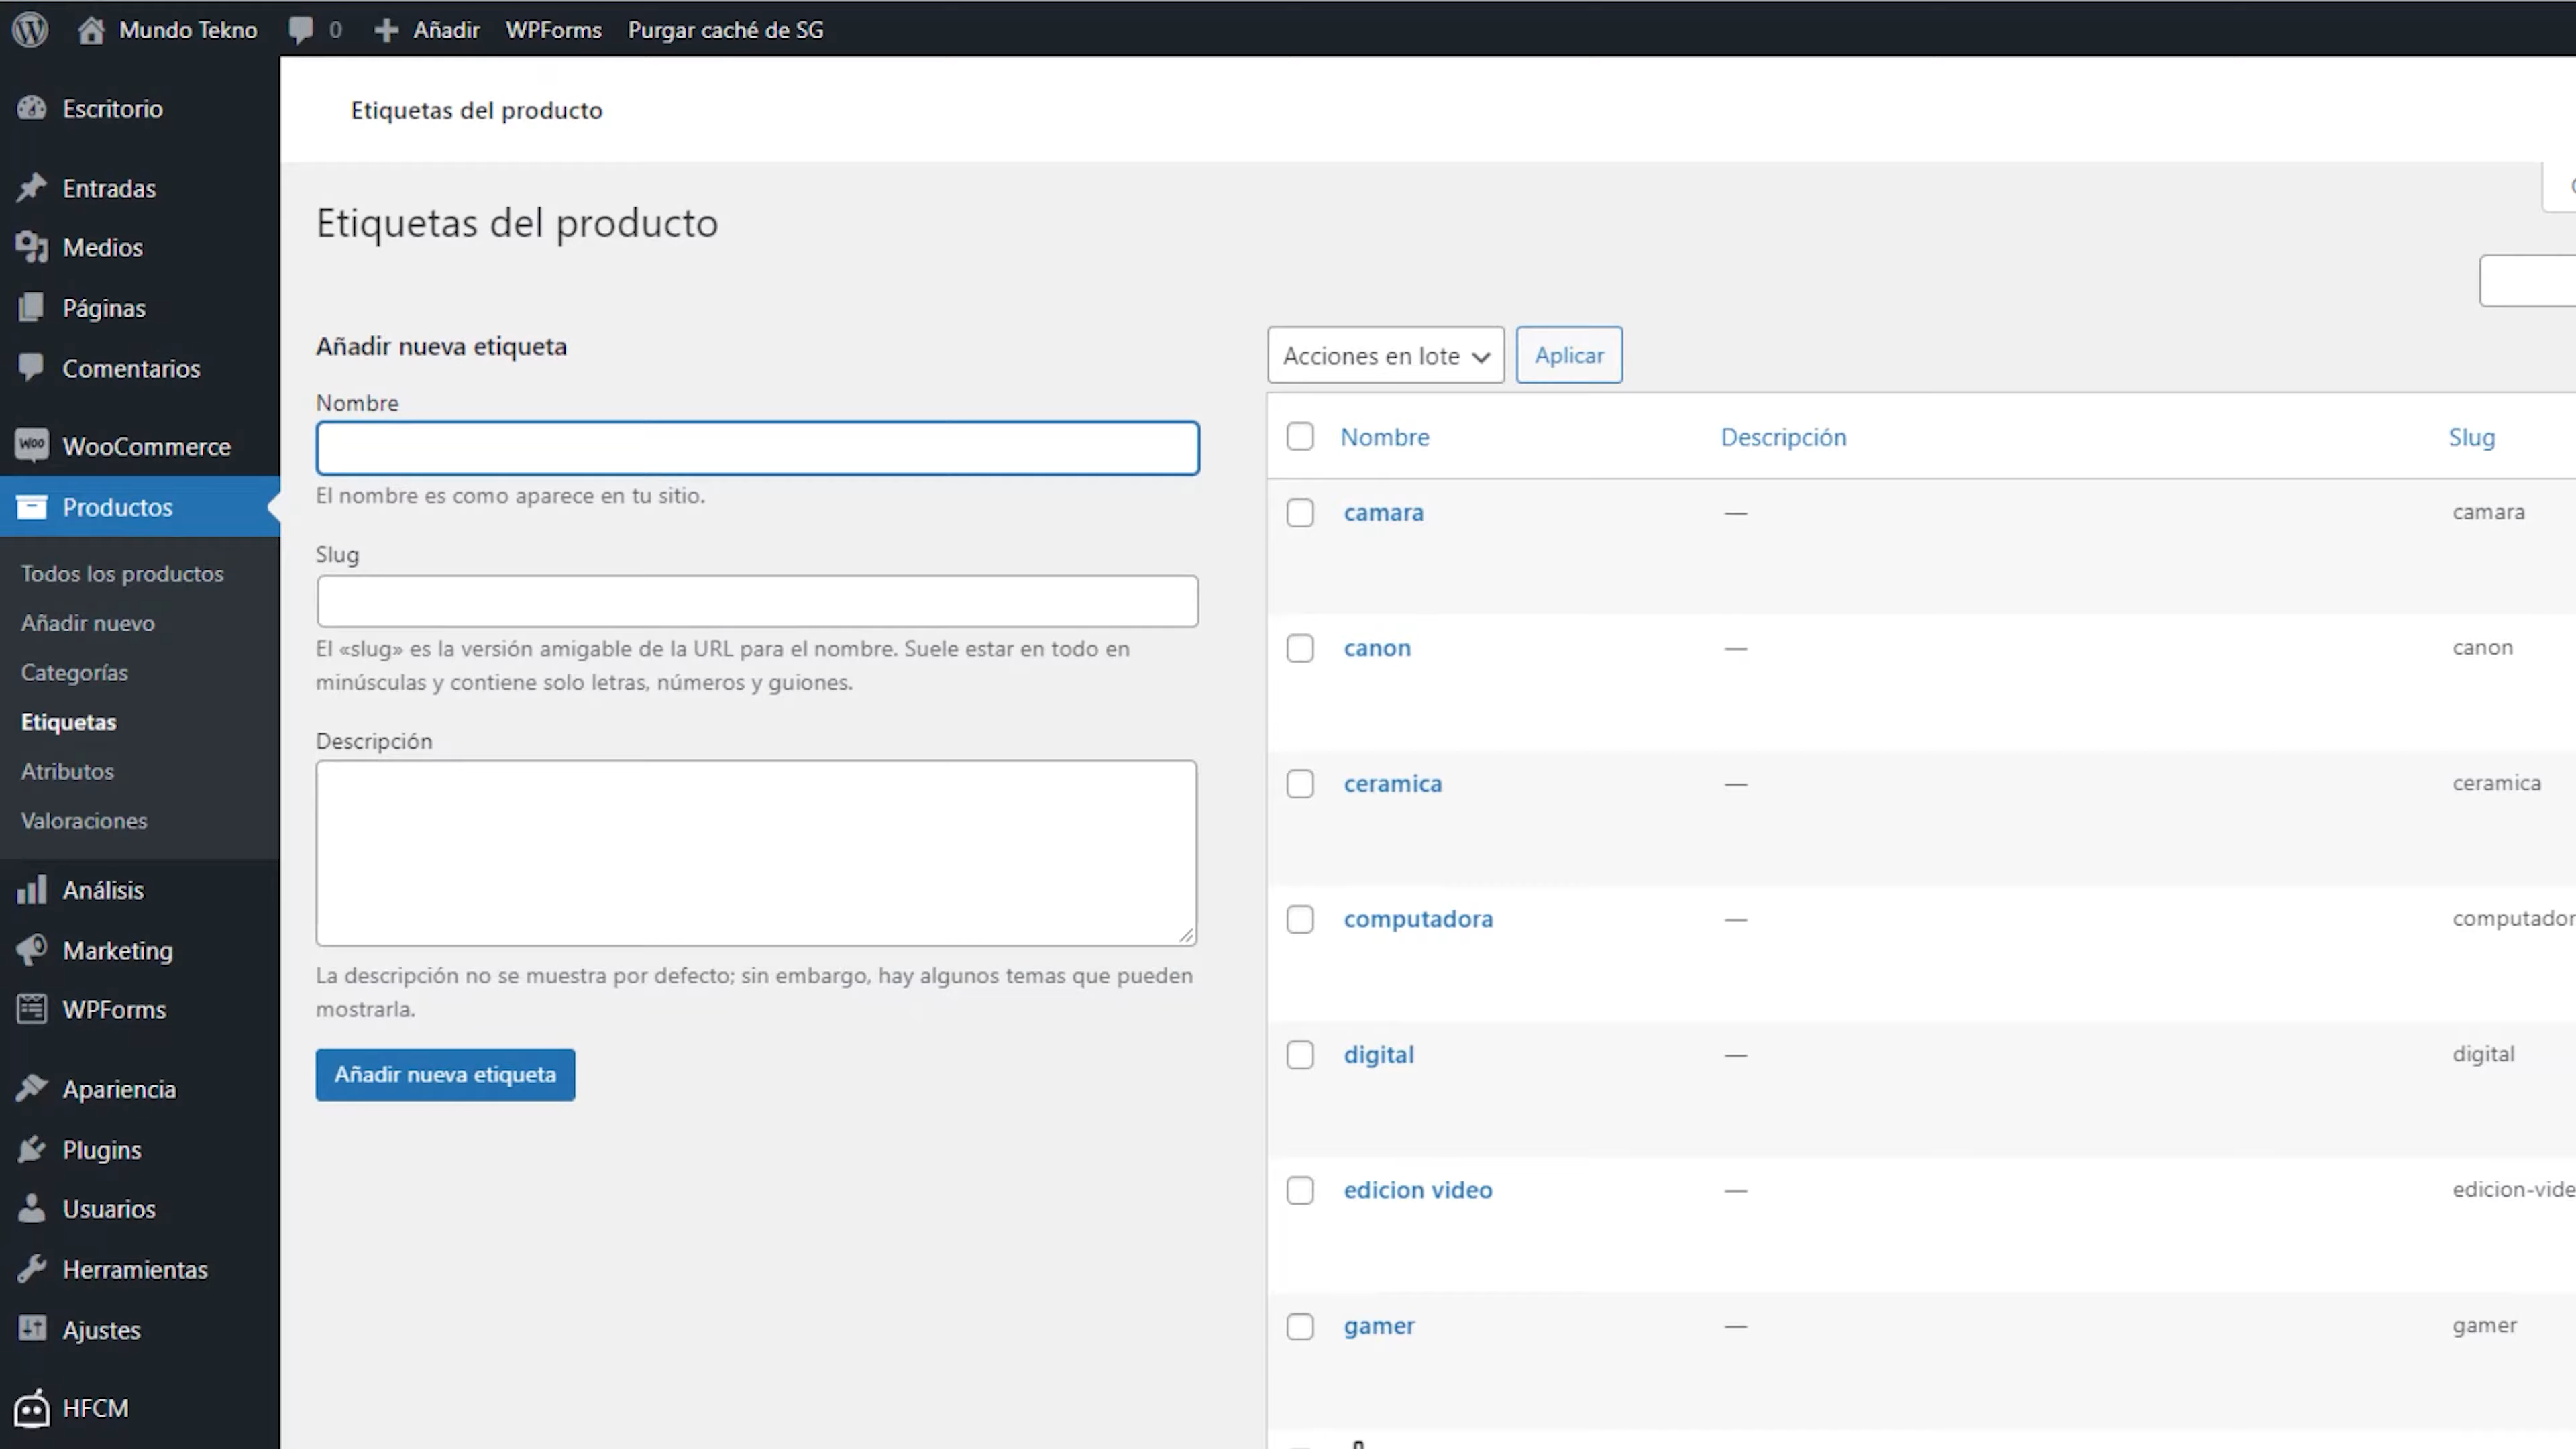 Mundo Tekno 0 Añadir WPForms Purgar caché de SG
Escritorio
Entradas
Medios
Páginas
Comentarios
Woo WooCommerce
Productos
Todos los productos
Añadir nuevo
Categorías
Etiquetas
Atributos
Valoraciones
Análisis
Marketing
WPForms
Apariencia
Plugins
Usuarios
Herramientas
Ajustes
HFCM
Etiquetas del producto
Etiquetas del producto
Añadir nueva etiqueta
Nombre
El nombre es como aparece en tu sitio.
Slug
El «slug» es la versión amigable de la URL para el nombre. Suele estar en todo en
minúsculas y contiene solo letras, números y guiones.
Descripción
La descripción no se muestra por defecto; sin embargo, hay algunos temas que pueden
mostrarla.
Añadir nueva etiqueta
Acciones en lote Aplicar
Nombre Descripción Slug
camara — camara
canon — canon
ceramica — ceramica
computadora — computador
digital — digital
edicion video — edicion-vide
gamer — gamer